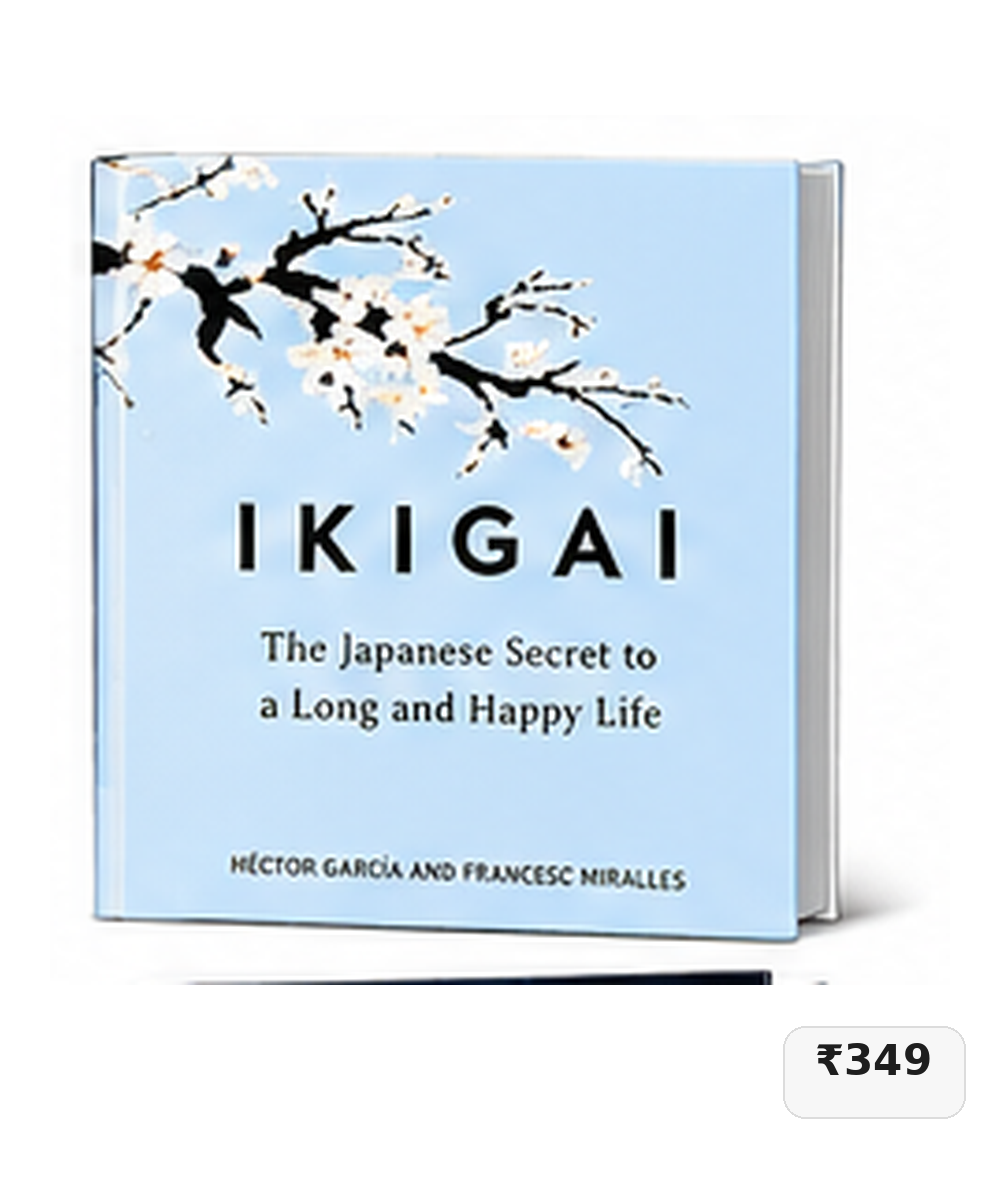 IKIGAI
The Japanese Secret to
a Long and Happy Life
HÉCTOR GARCÍA AND FRANCESC MIRALLES
₹349